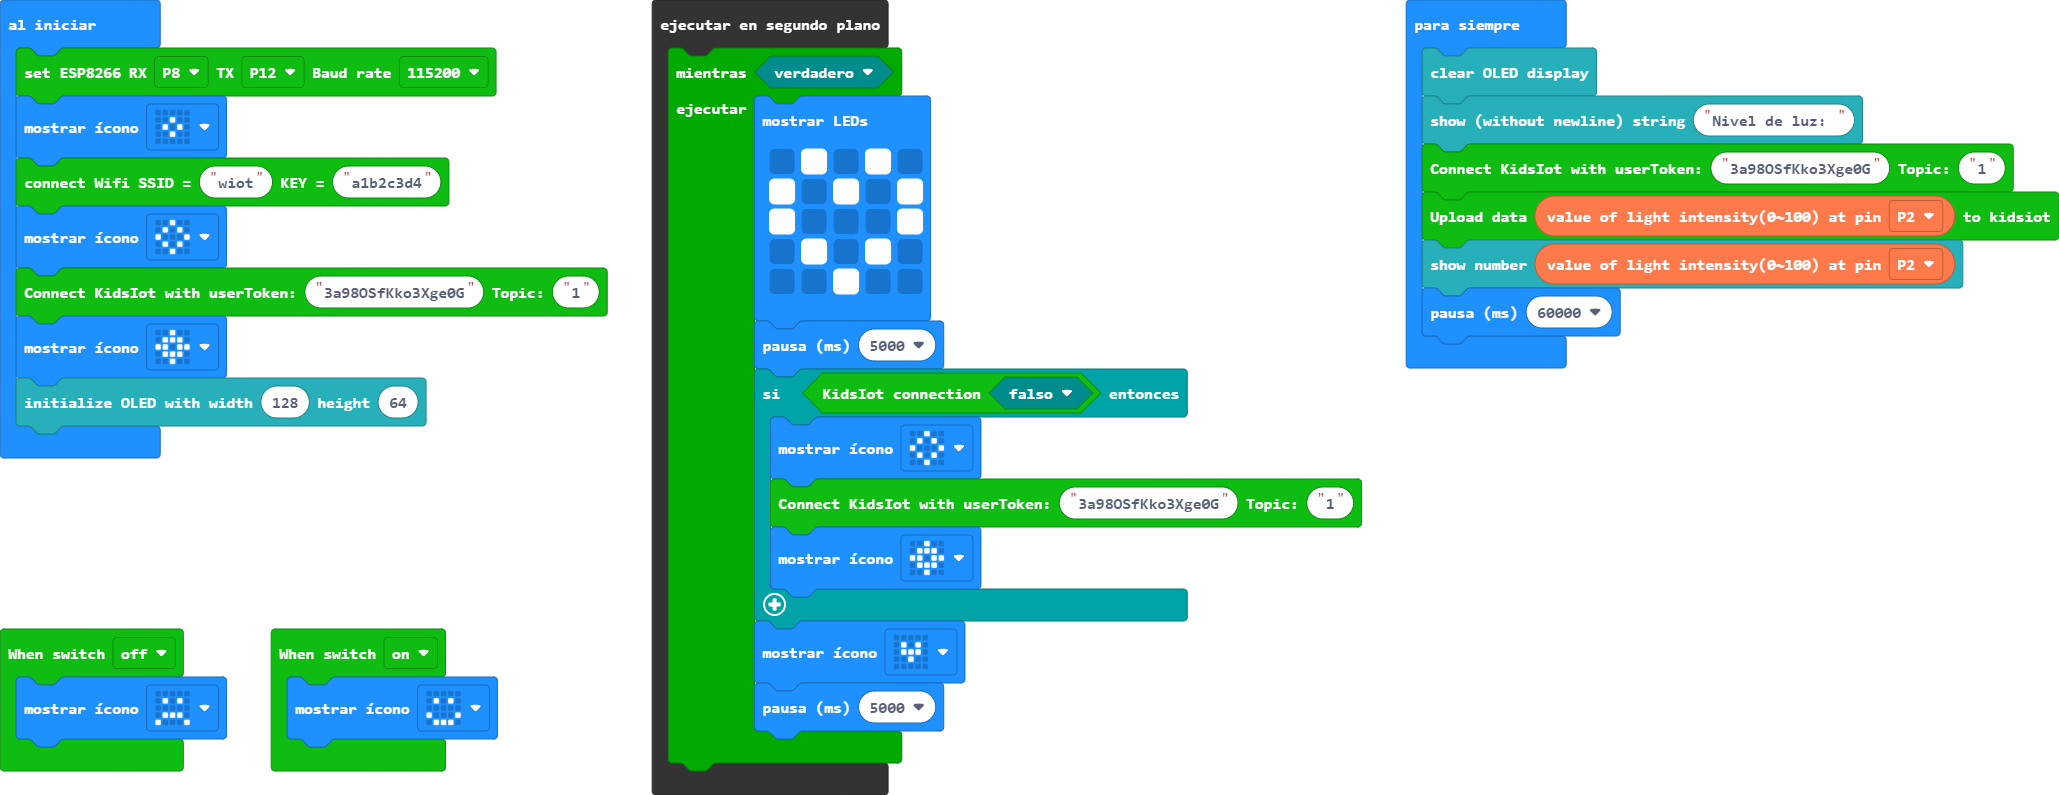 al iniciar
set ESP8266 RX P8 TX P12 Baud rate 115200
mostrar ícono
connect Wifi SSID = "wiot" KEY = "a1b2c3d4"
mostrar ícono
Connect KidsIot with userToken: "3a98OSfKko3Xge0G" Topic: "1"
mostrar ícono
initialize OLED with width 128 height 64
When switch off
mostrar ícono
When switch on
mostrar ícono
ejecutar en segundo plano
mientras verdadero
ejecutar
mostrar LEDs
pausa (ms) 5000
si KidsIot connection falso entonces
mostrar ícono
Connect KidsIot with userToken: "3a98OSfKko3Xge0G" Topic: "1"
mostrar ícono
mostrar ícono
pausa (ms) 5000
para siempre
clear OLED display
show (without newline) string "Nivel de luz: "
Connect KidsIot with userToken: "3a98OSfKko3Xge0G" Topic: "1"
Upload data value of light intensity(0~100) at pin P2 to kidsiot
show number value of light intensity(0~100) at pin P2
pausa (ms) 60000